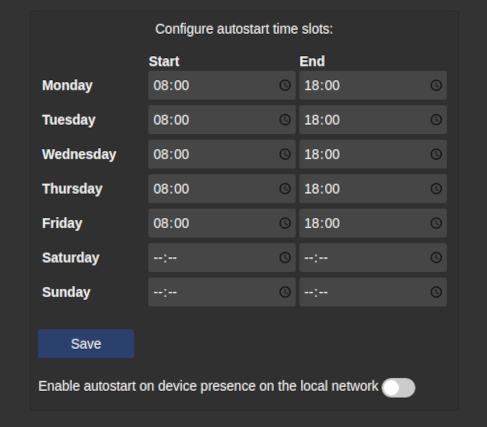 Configure autostart time slots:
Start End
Monday 08:00 18:00
Tuesday 08:00 18:00
Wednesday 08:00 18:00
Thursday 08:00 18:00
Friday 08:00 18:00
Saturday --:-- --:--
Sunday --:-- --:--
Save
Enable autostart on device presence on the local network